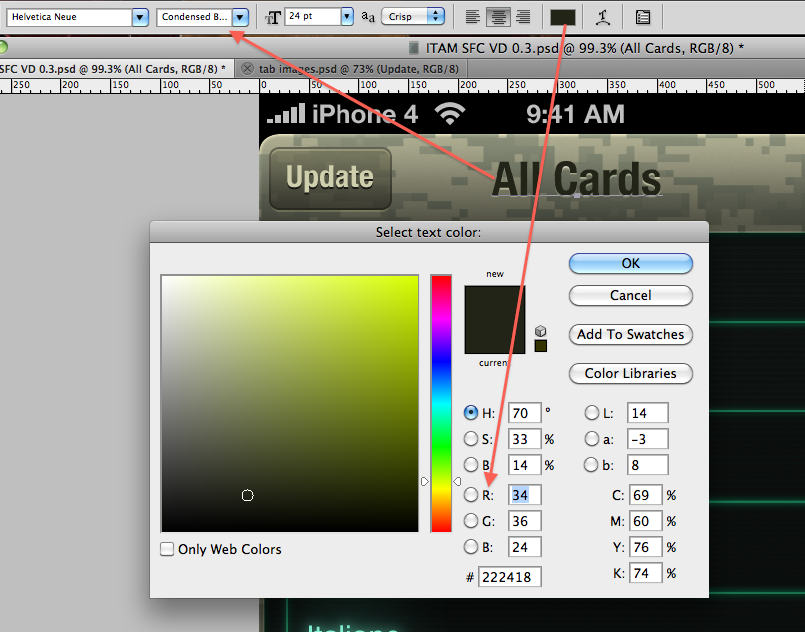 Helvetica Neue Condensed B... 24 pt aa Crisp
ITAM SFC VD 0.3.psd @ 99.3% (All Cards, RGB/8) *
SFC VD 0.3.psd @ 99.3% (All Cards, RGB/8) * tab images.psd @ 73% (Update, RGB/8)
250 200 150 100 50 0 50 100 150 200 250 300 350 400 450 500
iPhone 4 9:41 AM
Update All Cards
Select text color:
new
current
OK
Cancel
Add To Swatches
Color Libraries
H: 70 ° L: 14
S: 33 % a: -3
B: 14 % b: 8
R: 34 C: 69 %
G: 36 M: 60 %
B: 24 Y: 76 %
# 222418 K: 74 %
Only Web Colors